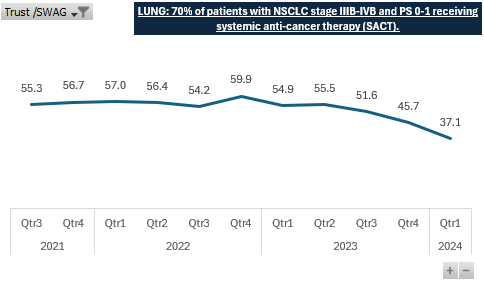 Trust /SWAG
LUNG: 70% of patients with NSCLC stage IIIB-IVB and PS 0-1 receiving
systemic anti-cancer therapy (SACT).
55.3 56.7 57.0 56.4 54.2 59.9 54.9 55.5 51.6 45.7 37.1
Qtr3 Qtr4 Qtr1 Qtr2 Qtr3 Qtr4 Qtr1 Qtr2 Qtr3 Qtr4 Qtr1
2021 2022 2023 2024
+ −